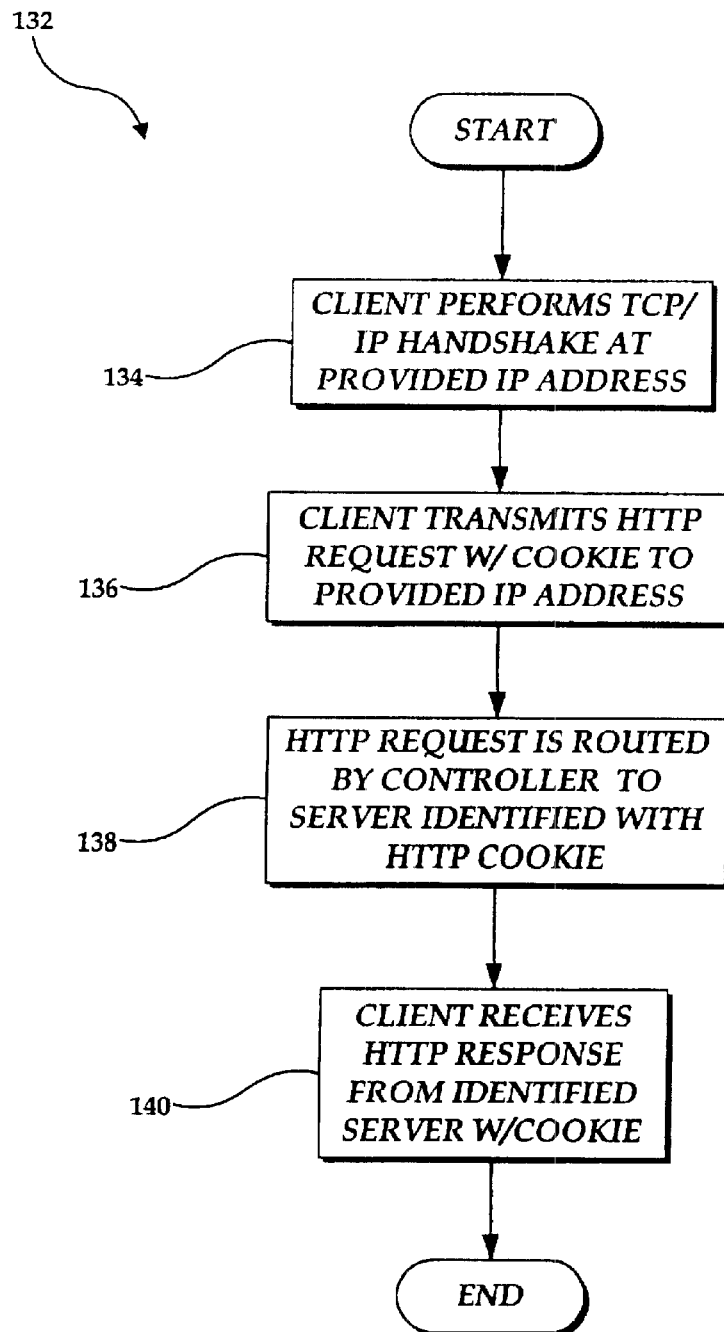 132
START
CLIENT PERFORMS TCP/
IP HANDSHAKE AT
PROVIDED IP ADDRESS
134
CLIENT TRANSMITS HTTP
REQUEST W/ COOKIE TO
PROVIDED IP ADDRESS
136
HTTP REQUEST IS ROUTED
BY CONTROLLER TO
SERVER IDENTIFIED WITH
HTTP COOKIE
138
CLIENT RECEIVES
HTTP RESPONSE
FROM IDENTIFIED
SERVER W/COOKIE
140
END